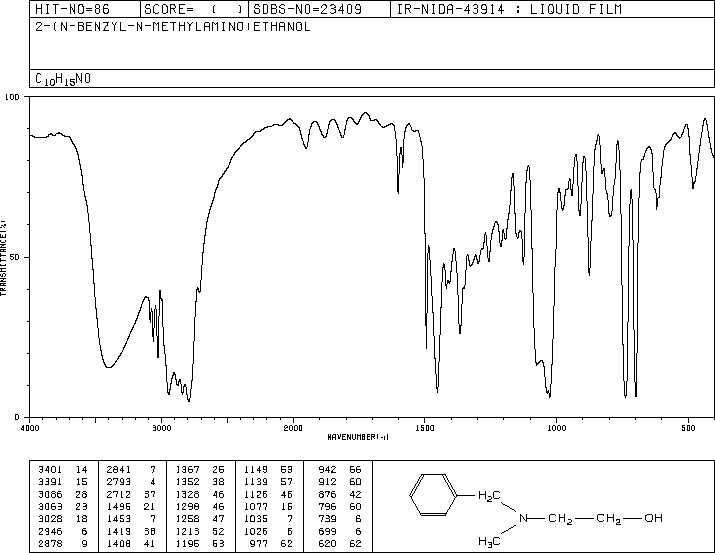 HIT-NO=86 SCORE= ( ) SDBS-NO=23409 IR-NIDA-43914 : LIQUID FILM
2-(N-BENZYL-N-METHYLAMINO)ETHANOL
C10H15NO
100
50
0
TRANSMITTANCE(%)
4000 3000 2000 1500 1000 500
WAVENUMBER(-1)
3401 14 2841 7 1367 26 1149 53 942 66
3391 15 2793 4 1352 38 1139 57 912 60
3086 28 2712 37 1328 46 1126 46 876 42
3063 23 1495 21 1298 46 1077 16 796 60
3028 18 1453 7 1258 47 1035 7 739 6
2946 6 1419 38 1213 52 1026 6 699 6
2878 9 1408 41 1195 53 977 62 620 62
H2C
N CH2 CH2 OH
H3C